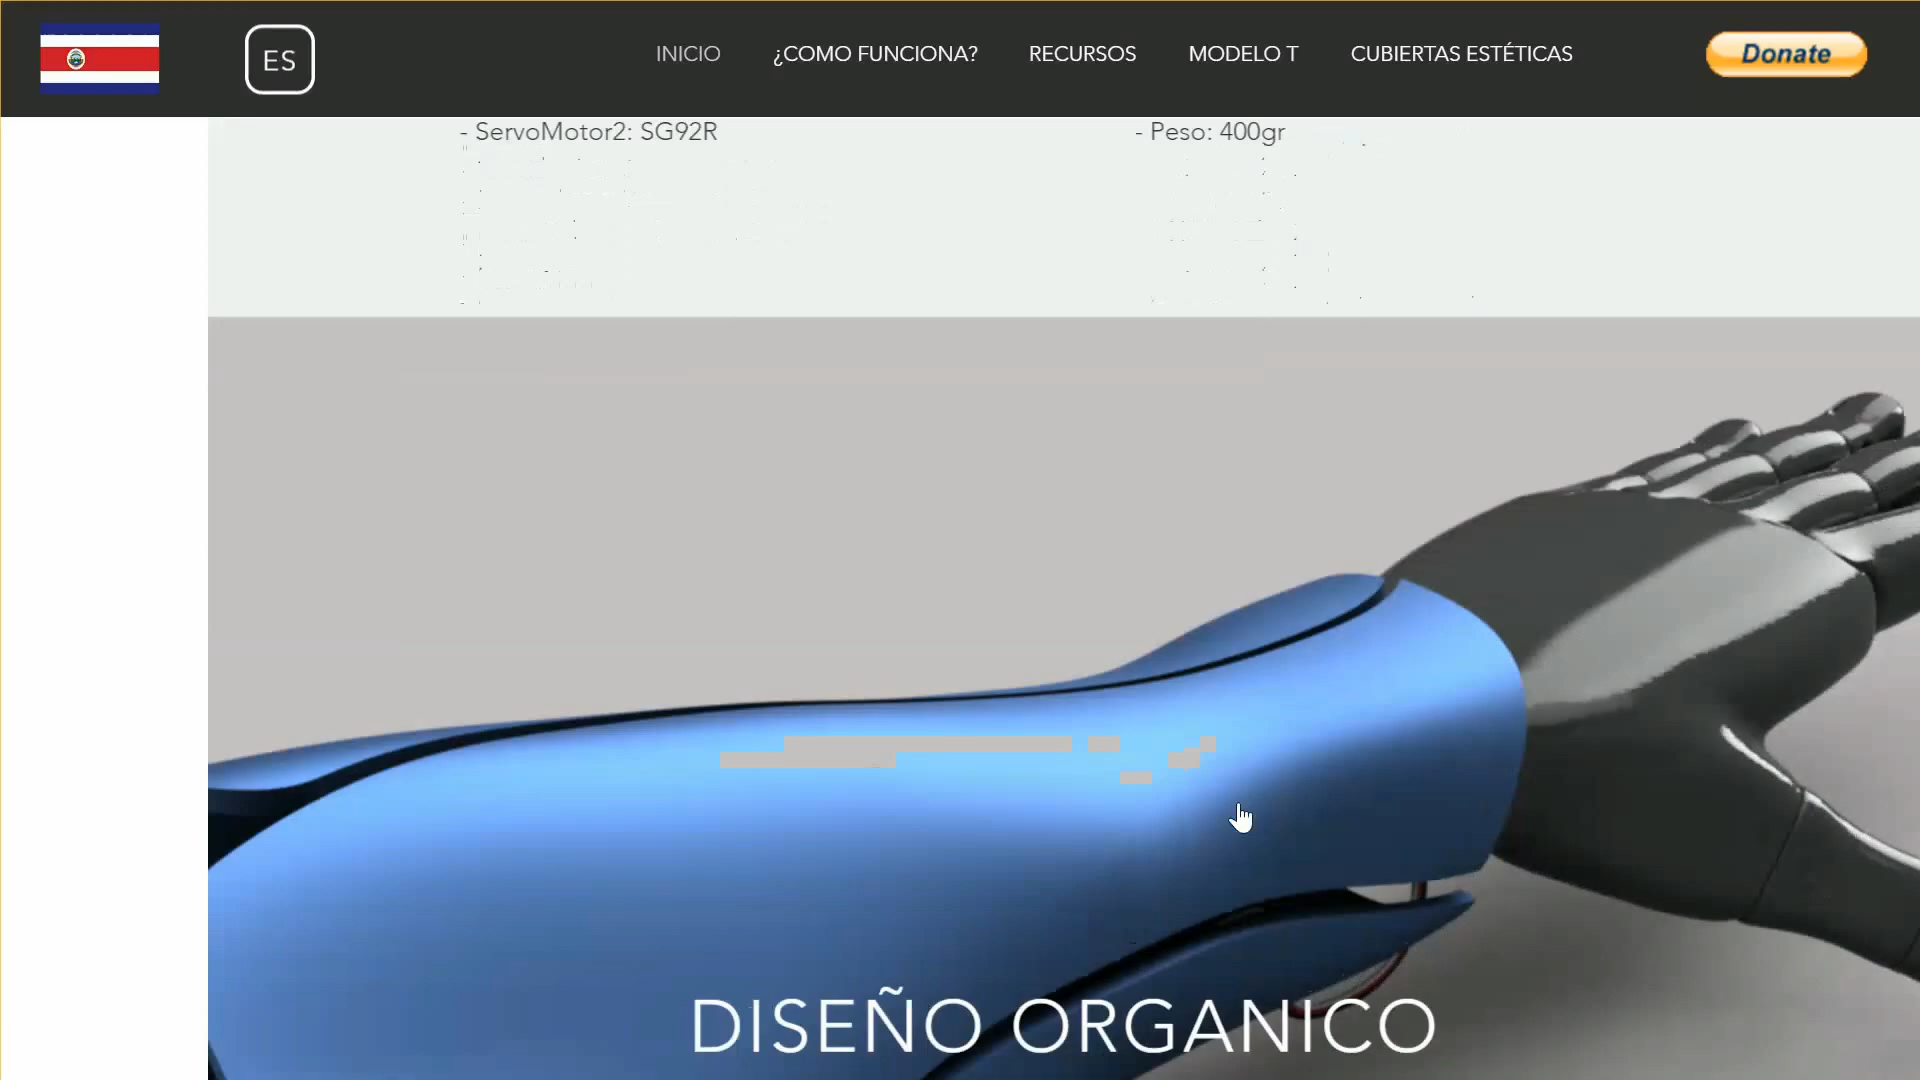 ES
INICIO
¿COMO FUNCIONA?
RECURSOS
MODELO T
CUBIERTAS ESTÉTICAS
Donate
- ServoMotor2: SG92R
- Peso: 400gr
DISEÑO ORGANICO